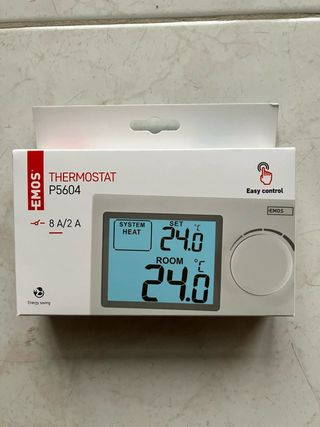 EMOS
THERMOSTAT
P5604
8 A/2 A
Easy control
Energy saving
EMOS
SYSTEM
HEAT
SET
24.0 °C
ROOM
24.0 °C